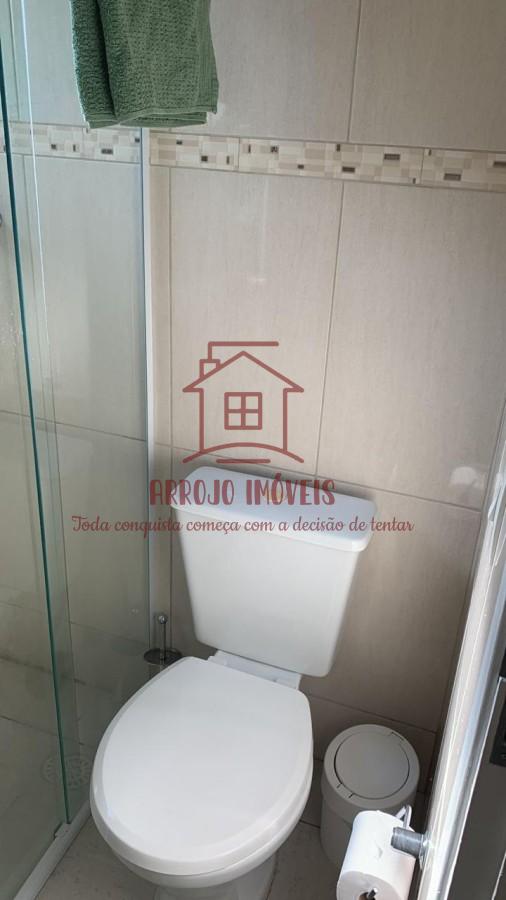 ARROJO IMÓVEIS
Toda conquista começa com a decisão de tentar